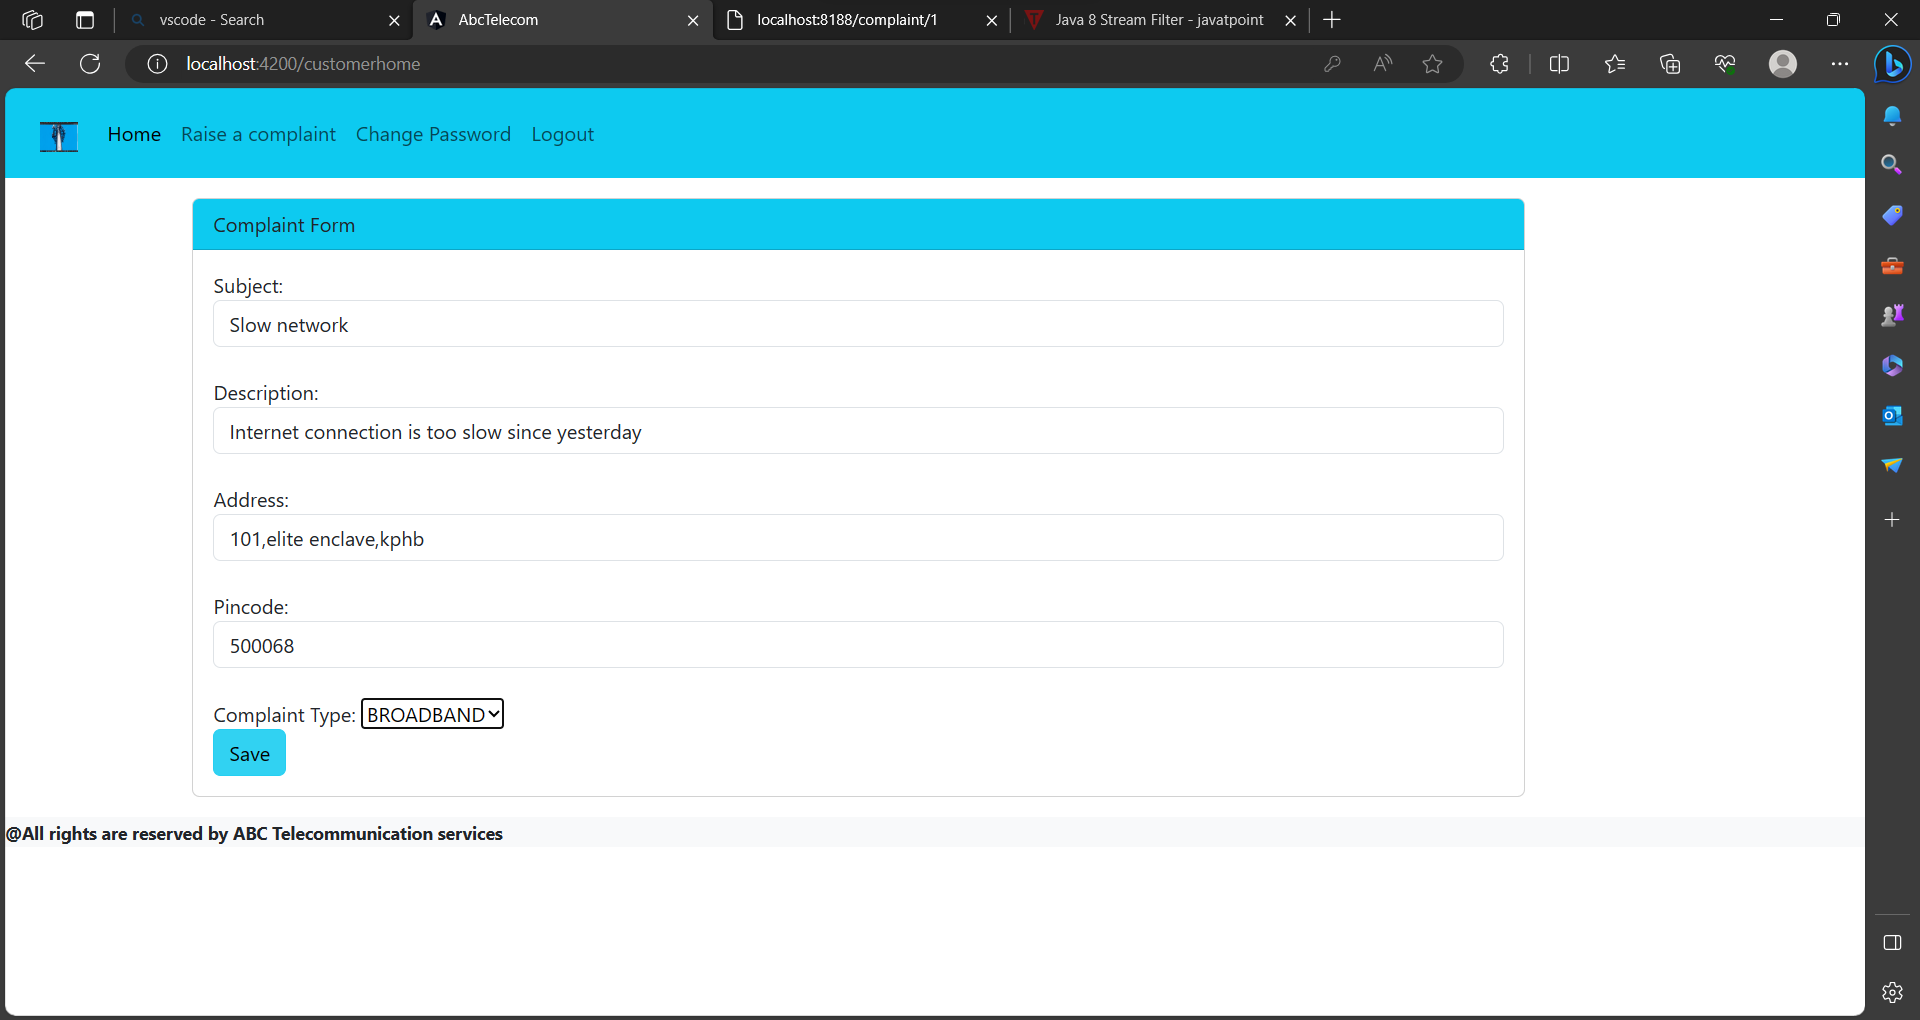 vscode - Search
AbcTelecom
localhost:8188/complaint/1
Java 8 Stream Filter - javatpoint
localhost:4200/customerhome
Home Raise a complaint Change Password Logout
Complaint Form
Subject:
Slow network
Description:
Internet connection is too slow since yesterday
Address:
101,elite enclave,kphb
Pincode:
500068
Complaint Type: BROADBAND
Save
@All rights are reserved by ABC Telecommunication services